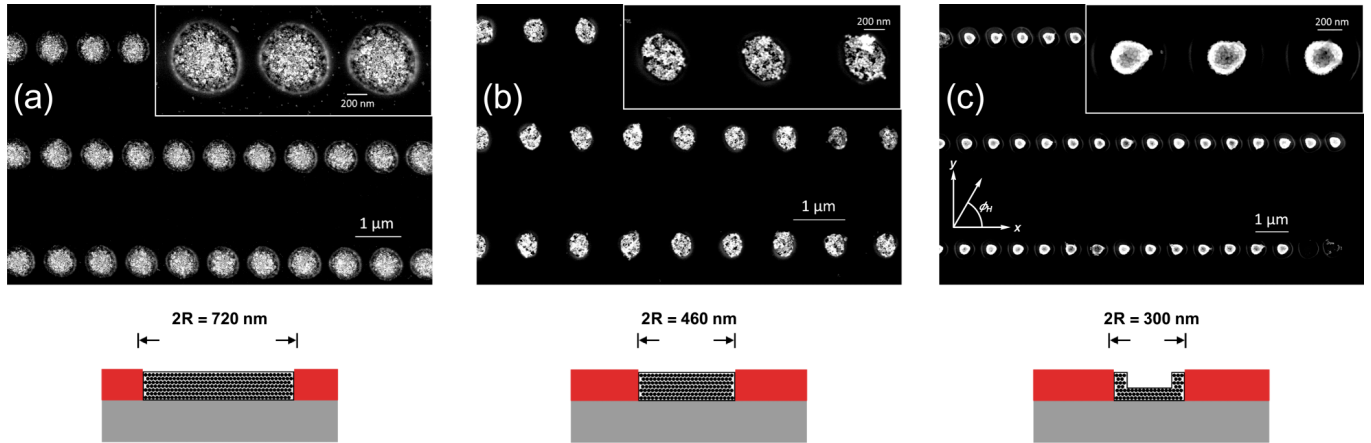 (a)
200 nm
1 µm
2R = 720 nm
(b)
200 nm
1 µm
2R = 460 nm
(c)
200 nm
y
ϕH
x
1 µm
2R = 300 nm